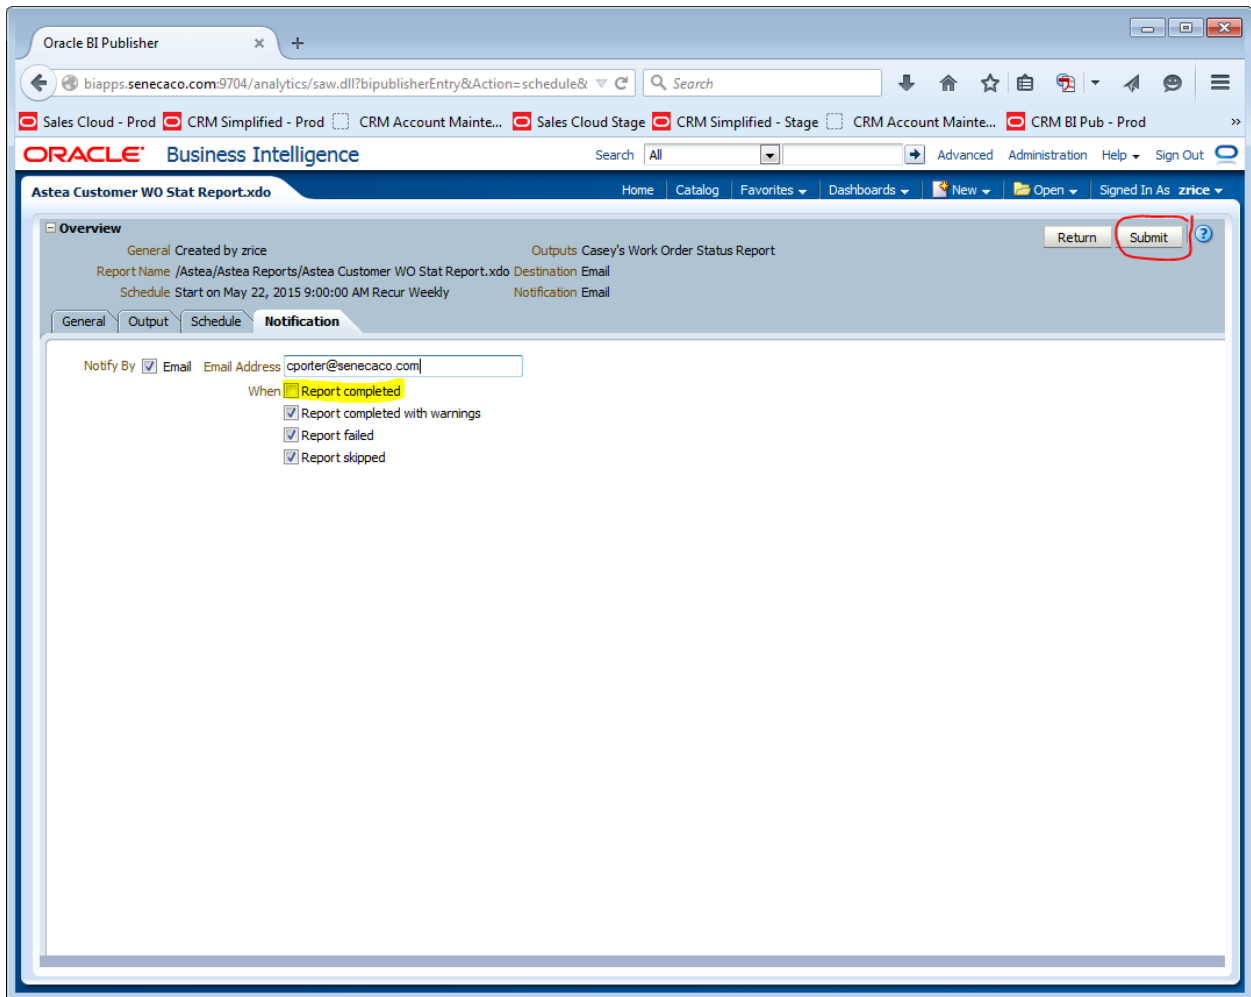 Oracle BI Publisher
biapps.senecaco.com:9704/analytics/saw.dll?bipublisherEntry&Action=schedule& Search
Sales Cloud - Prod CRM Simplified - Prod CRM Account Mainte... Sales Cloud Stage CRM Simplified - Stage CRM Account Mainte... CRM BI Pub - Prod »
ORACLE Business Intelligence Search All Advanced Administration Help Sign Out
Astea Customer WO Stat Report.xdo Home Catalog Favorites Dashboards New Open Signed In As zrice
Overview
Return Submit ?
General Created by zrice Outputs Casey's Work Order Status Report
Report Name /Astea/Astea Reports/Astea Customer WO Stat Report.xdo Destination Email
Schedule Start on May 22, 2015 9:00:00 AM Recur Weekly Notification Email
General Output Schedule Notification
Notify By Email Email Address cporter@senecaco.com
When Report completed
Report completed with warnings
Report failed
Report skipped